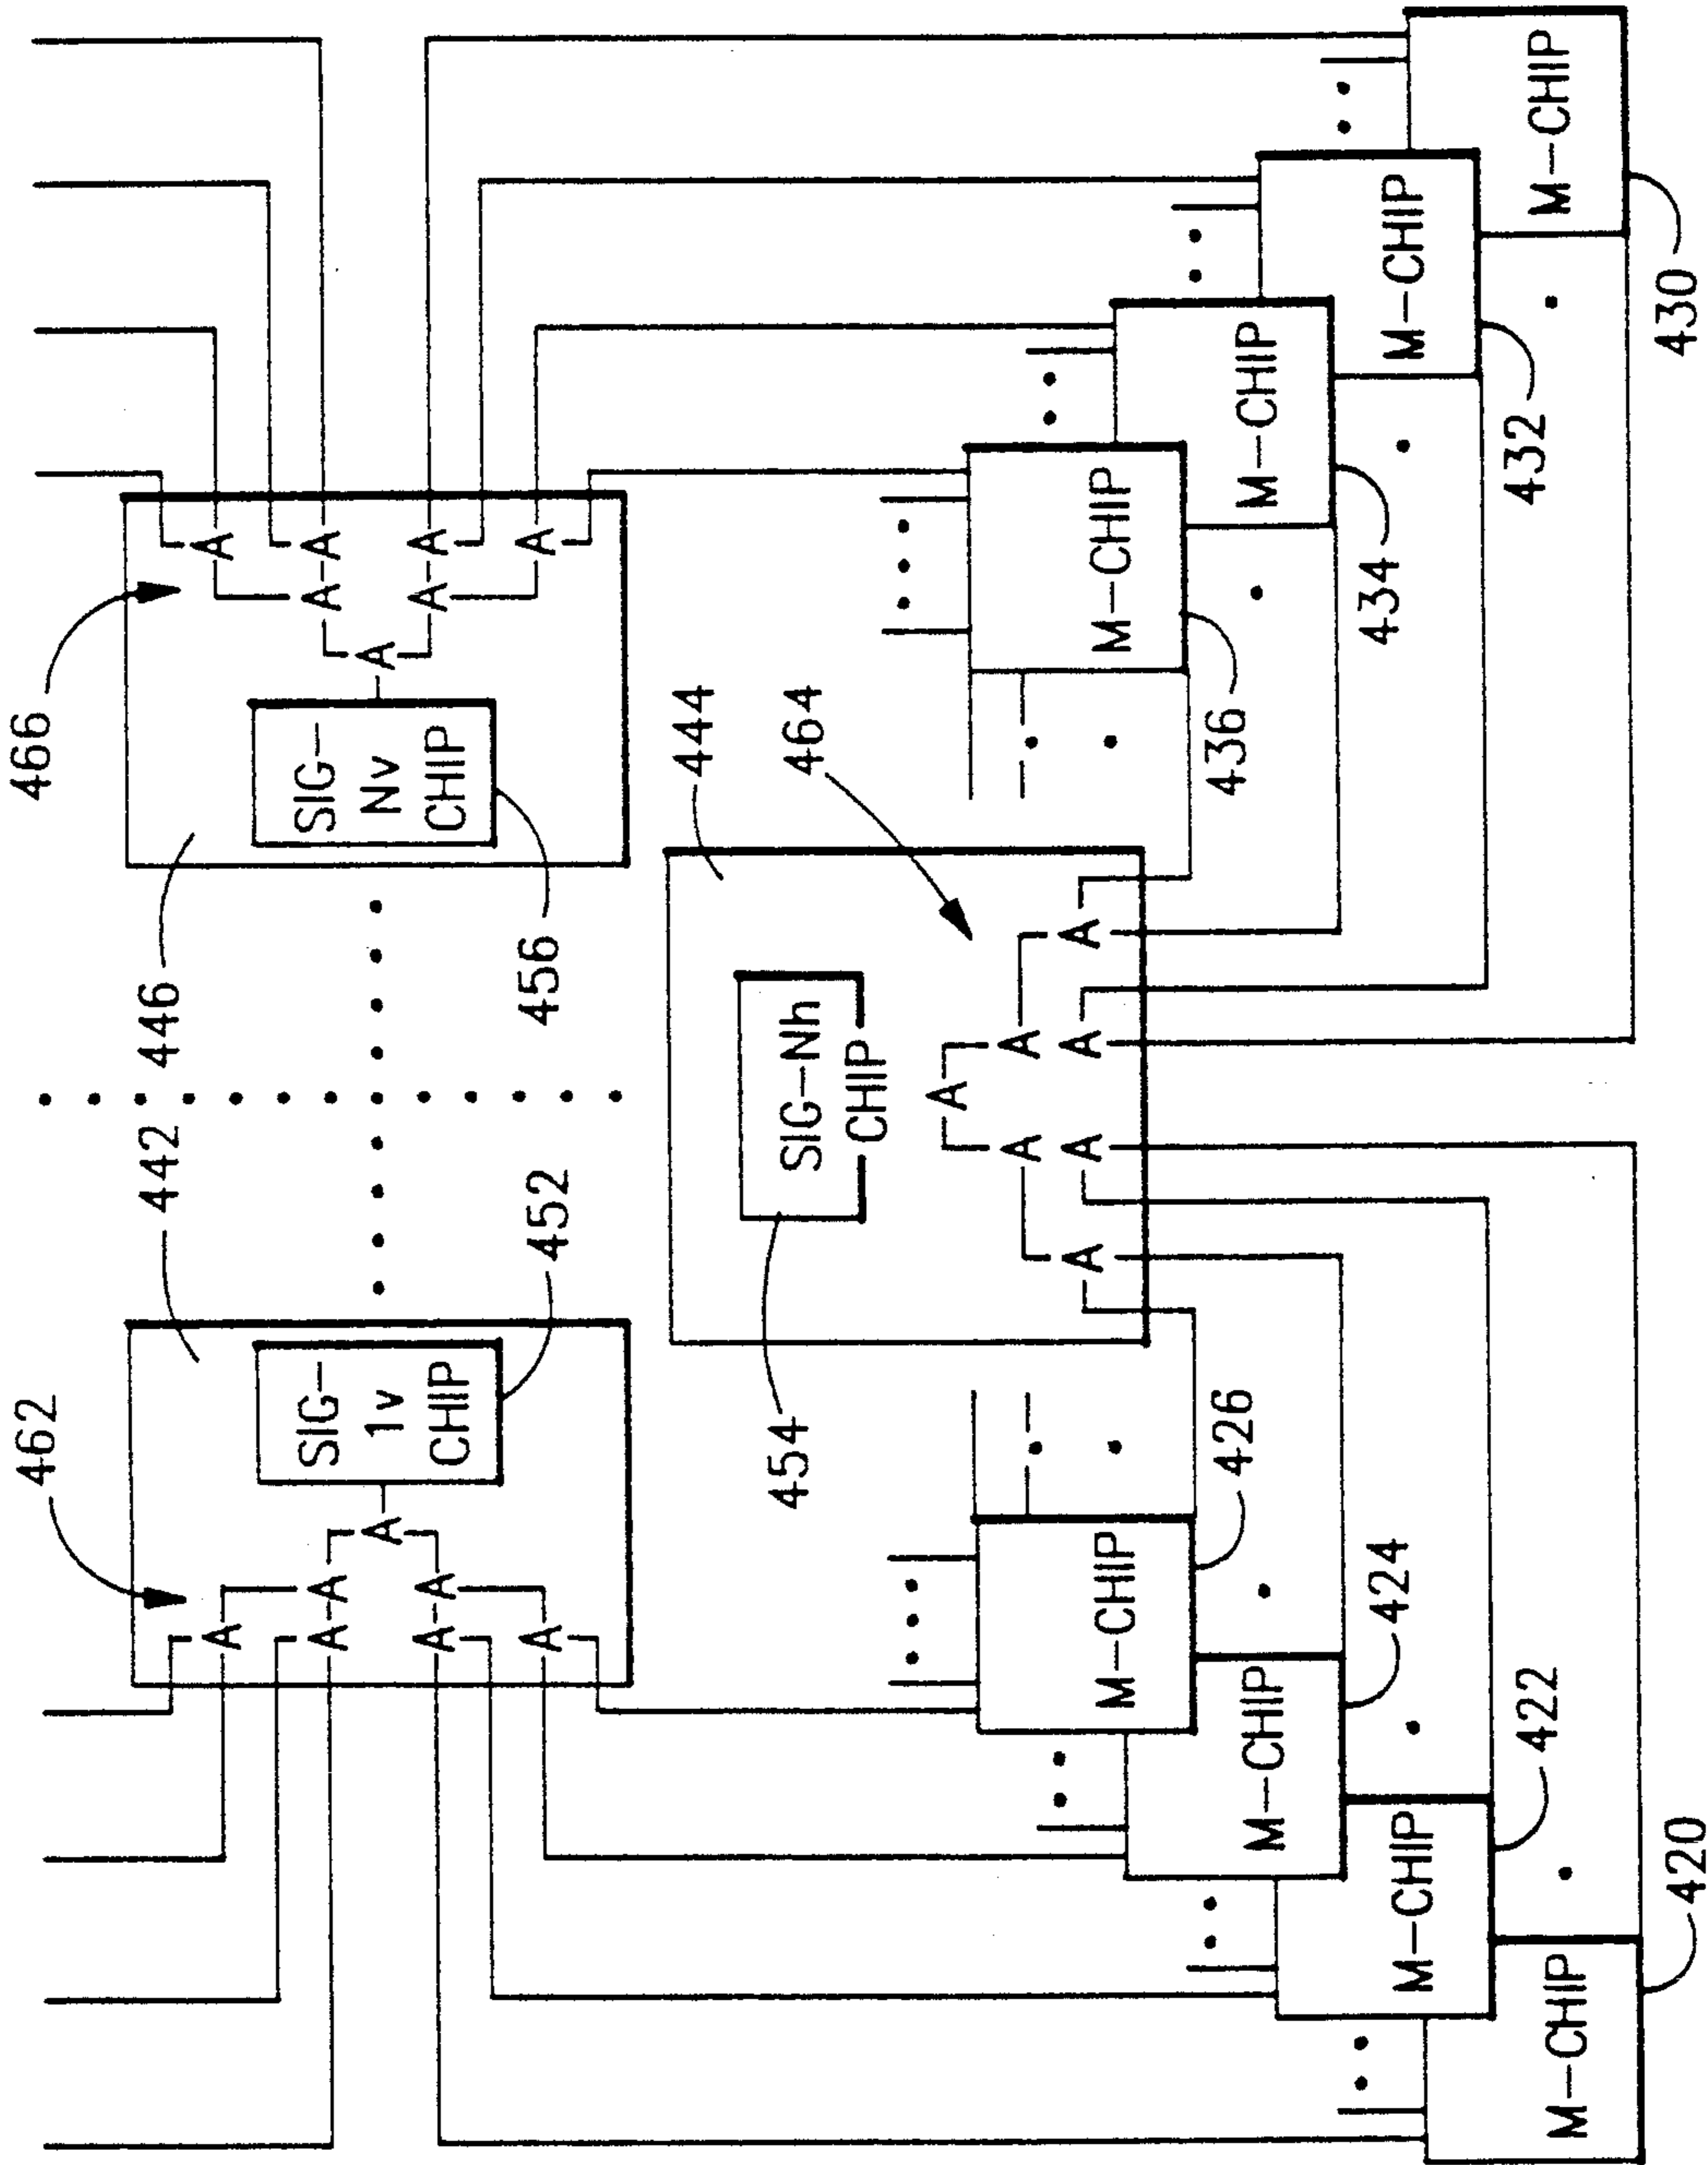 462
442
446
466
A
A
A A
SIG-
SIG-
A A
A
1v
Nv
A
A A
CHIP
CHIP
A A
A
452
456
A
444
454
SIG-Nh
464
CHIP
A
A A
A A A A
M-CHIP
M-CHIP
426
436
M-CHIP
M-CHIP
424
434
M-CHIP
M-CHIP
422
432
M-CHIP
M-CHIP
420
430